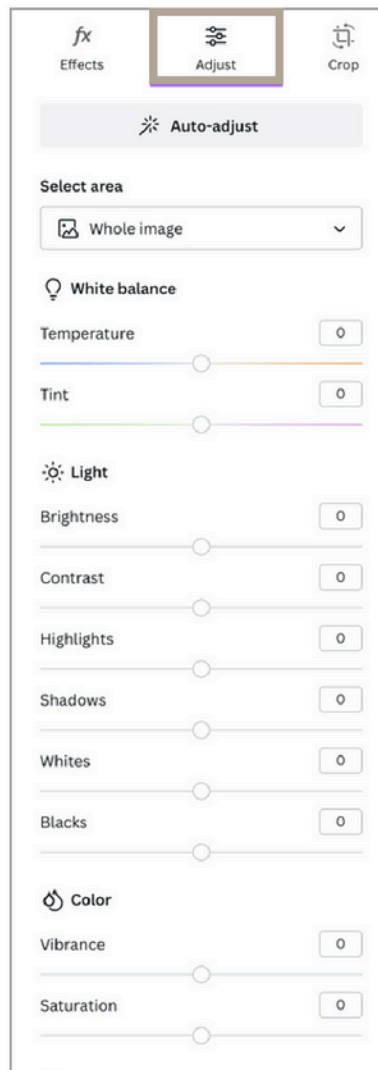 fx
Effects Adjust Crop
Auto-adjust
Select area
Whole image
White balance
Temperature 0
Tint 0
Light
Brightness 0
Contrast 0
Highlights 0
Shadows 0
Whites 0
Blacks 0
Color
Vibrance 0
Saturation 0